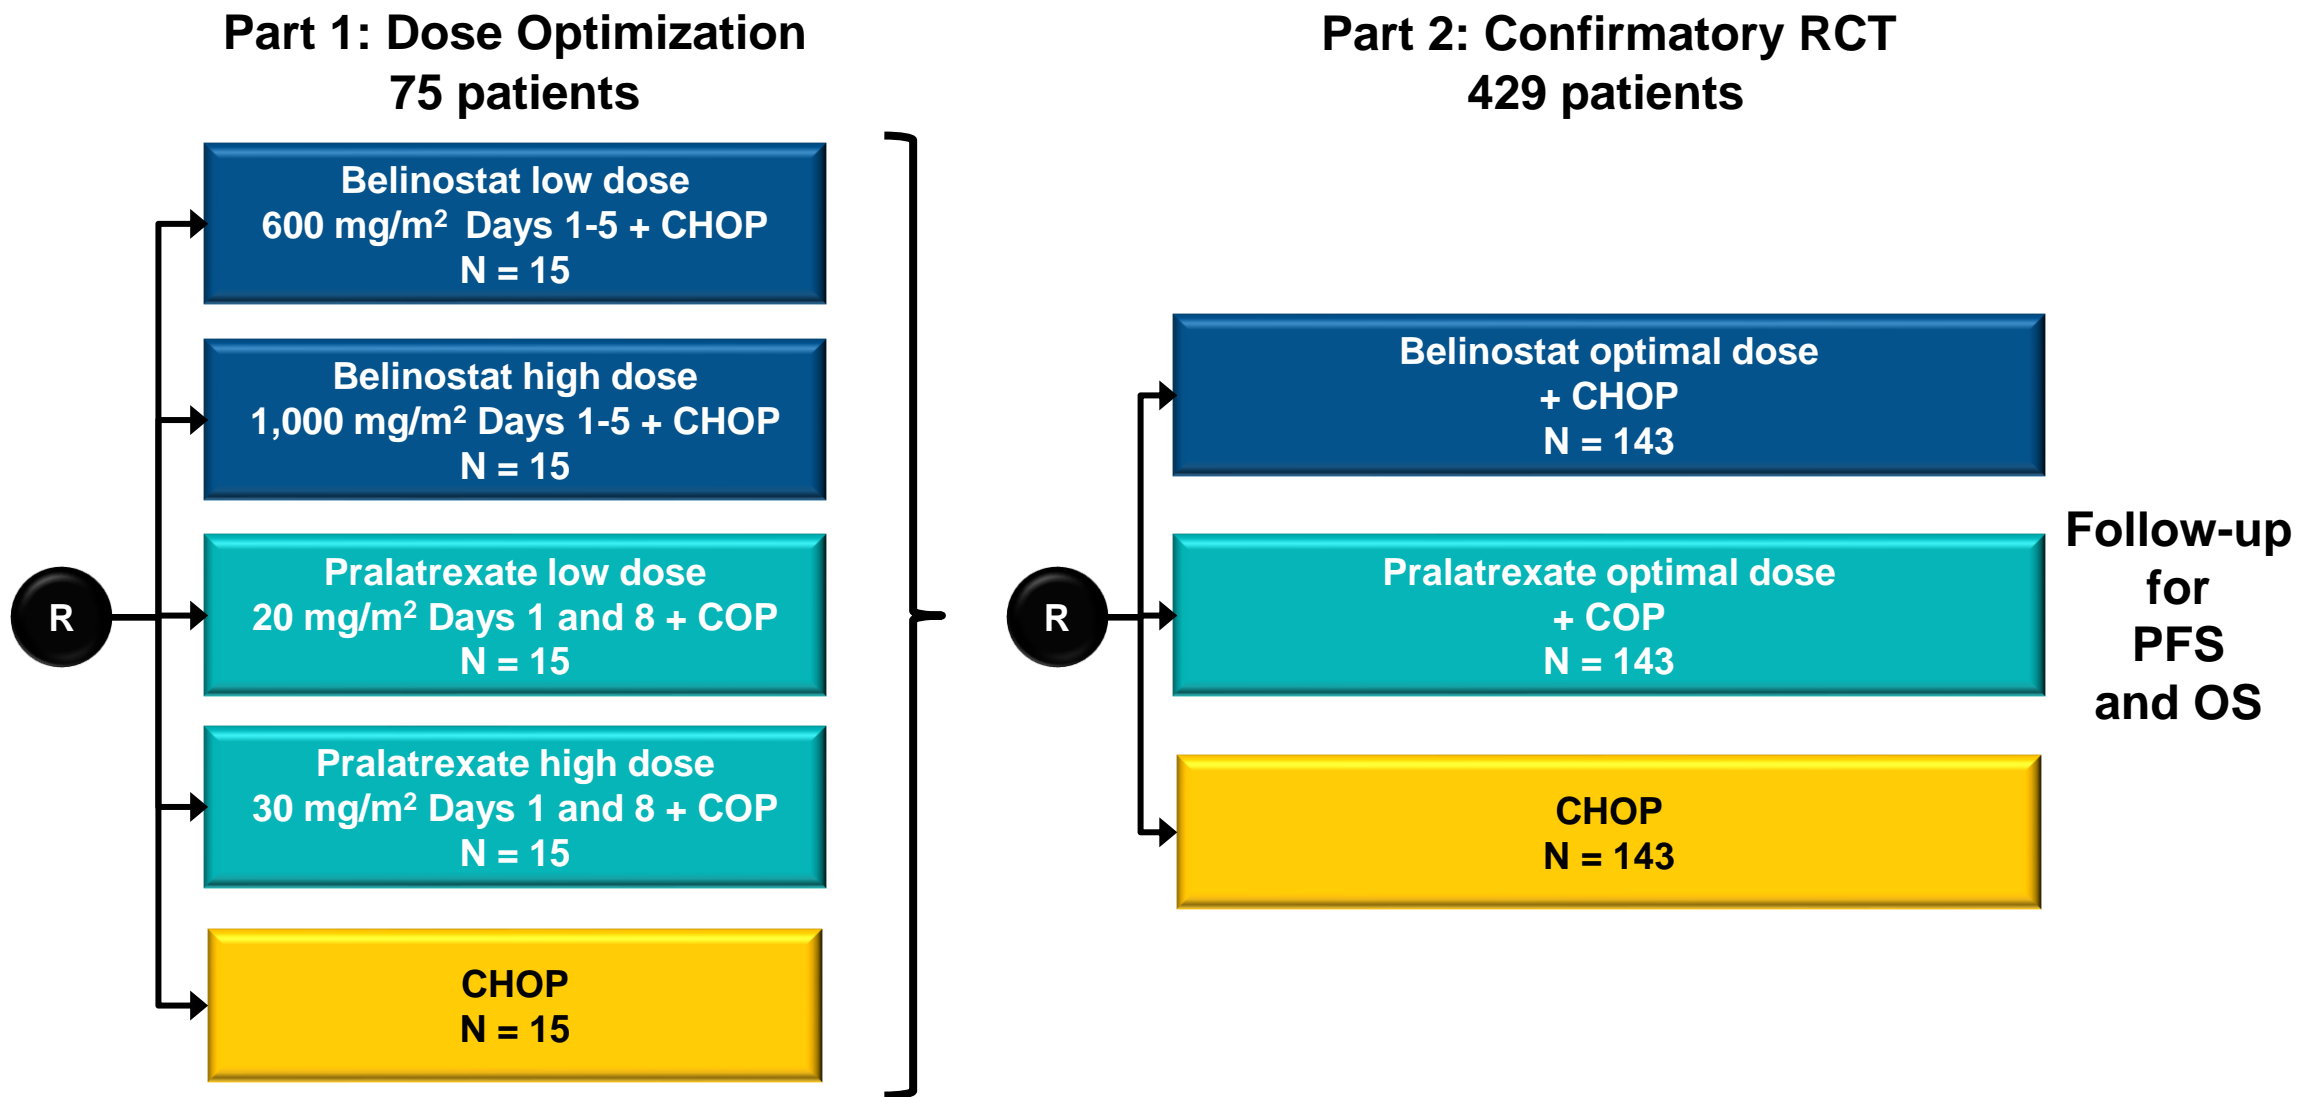 Part 1: Dose Optimization
75 patients
Belinostat low dose
600 mg/m² Days 1-5 + CHOP
N = 15
Belinostat high dose
1,000 mg/m² Days 1-5 + CHOP
N = 15
R
Pralatrexate low dose
20 mg/m² Days 1 and 8 + COP
N = 15
Pralatrexate high dose
30 mg/m² Days 1 and 8 + COP
N = 15
CHOP
N = 15
Part 2: Confirmatory RCT
429 patients
R
Belinostat optimal dose
+ CHOP
N = 143
Pralatrexate optimal dose
+ COP
N = 143
CHOP
N = 143
Follow-up
for
PFS
and OS